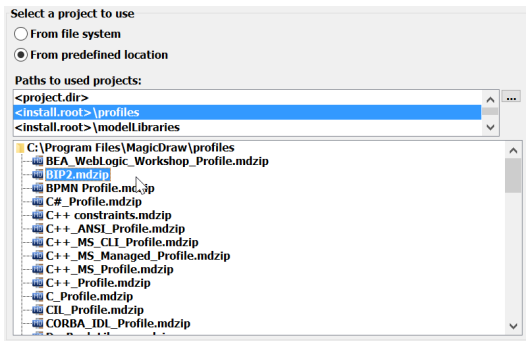 Select a project to use
From file system
From predefined location
Paths to used projects:
<project.dir>
...
<install.root>\profiles
<install.root>\modelLibraries
C:\Program Files\MagicDraw\profiles
BEA_WebLogic_Workshop_Profile.mdzip
BIP2.mdzip
BPMN Profile.mdzip
C#_Profile.mdzip
C++ constraints.mdzip
C++_ANSI_Profile.mdzip
C++_MS_CLI_Profile.mdzip
C++_MS_Managed_Profile.mdzip
C++_MS_Profile.mdzip
C++_Profile.mdzip
C_Profile.mdzip
CIL_Profile.mdzip
CORBA_IDL_Profile.mdzip